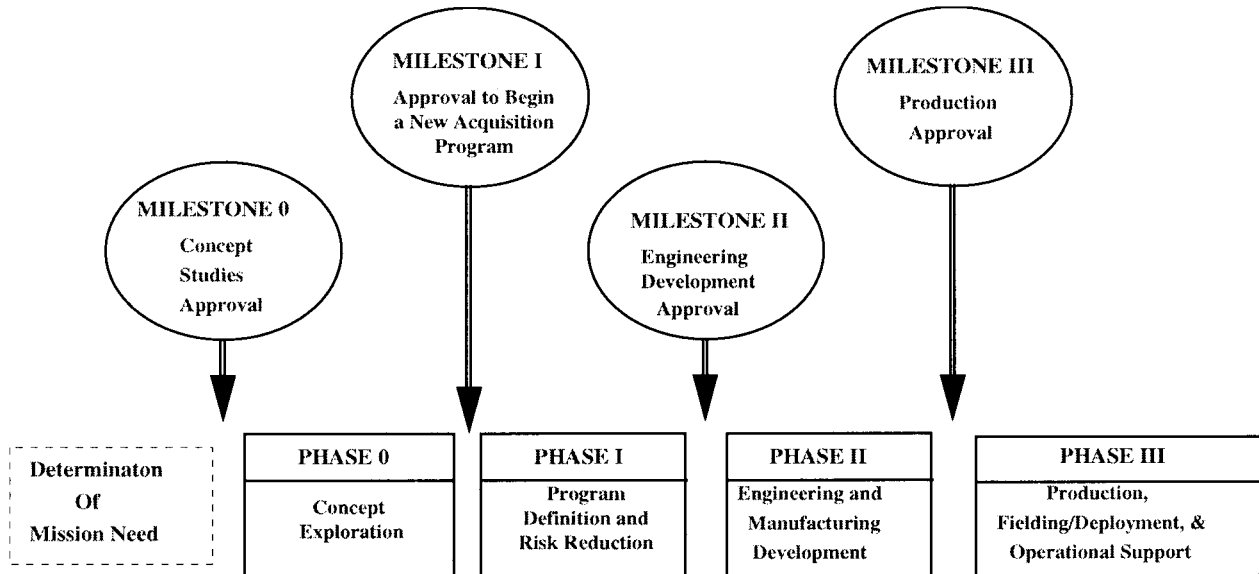 MILESTONE I
Approval to Begin
a New Acquisition
Program
MILESTONE III
Production
Approval
MILESTONE 0
Concept
Studies
Approval
MILESTONE II
Engineering
Development
Approval
Determinaton
Of
Mission Need
PHASE 0
Concept
Exploration
PHASE I
Program
Definition and
Risk Reduction
PHASE II
Engineering and
Manufacturing
Development
PHASE III
Production,
Fielding/Deployment, &
Operational Support